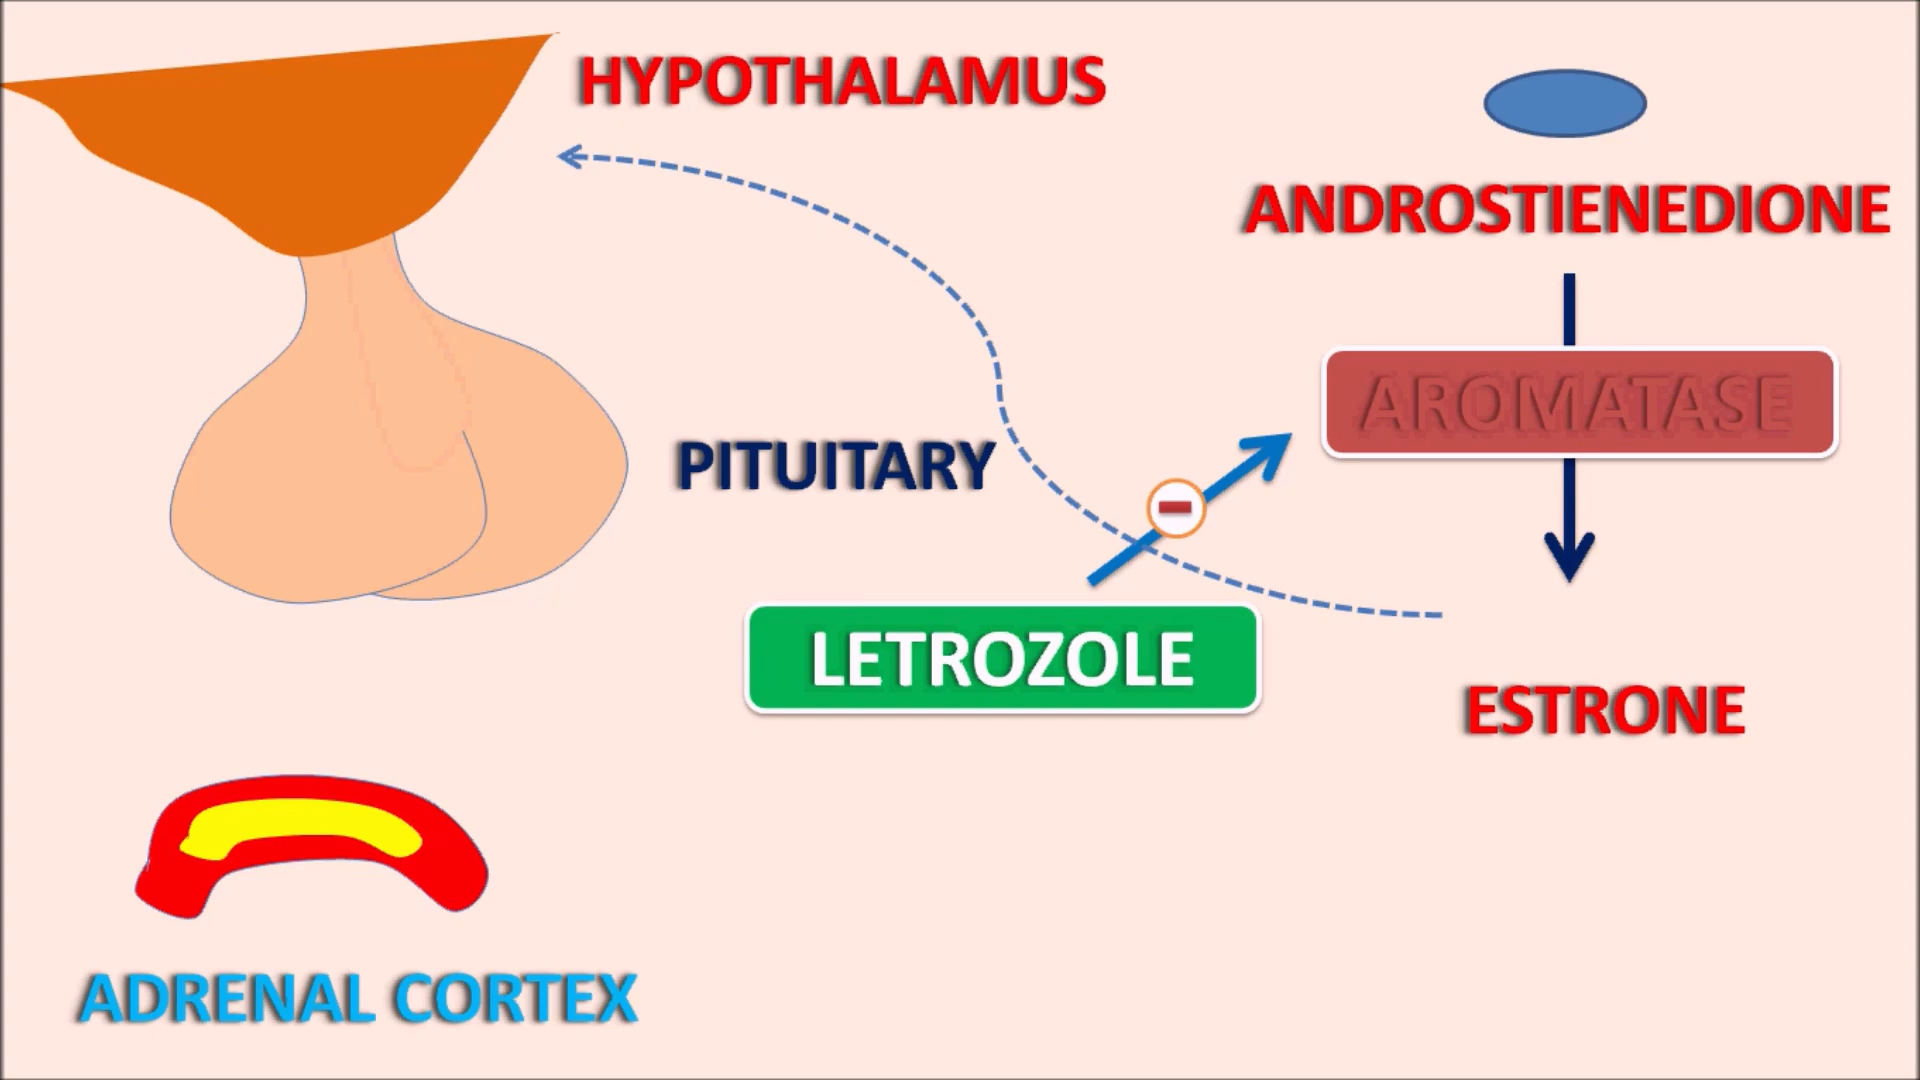 HYPOTHALAMUS
ANDROSTIENEDIONE
AROMATASE
PITUITARY
LETROZOLE
ESTRONE
ADRENAL CORTEX